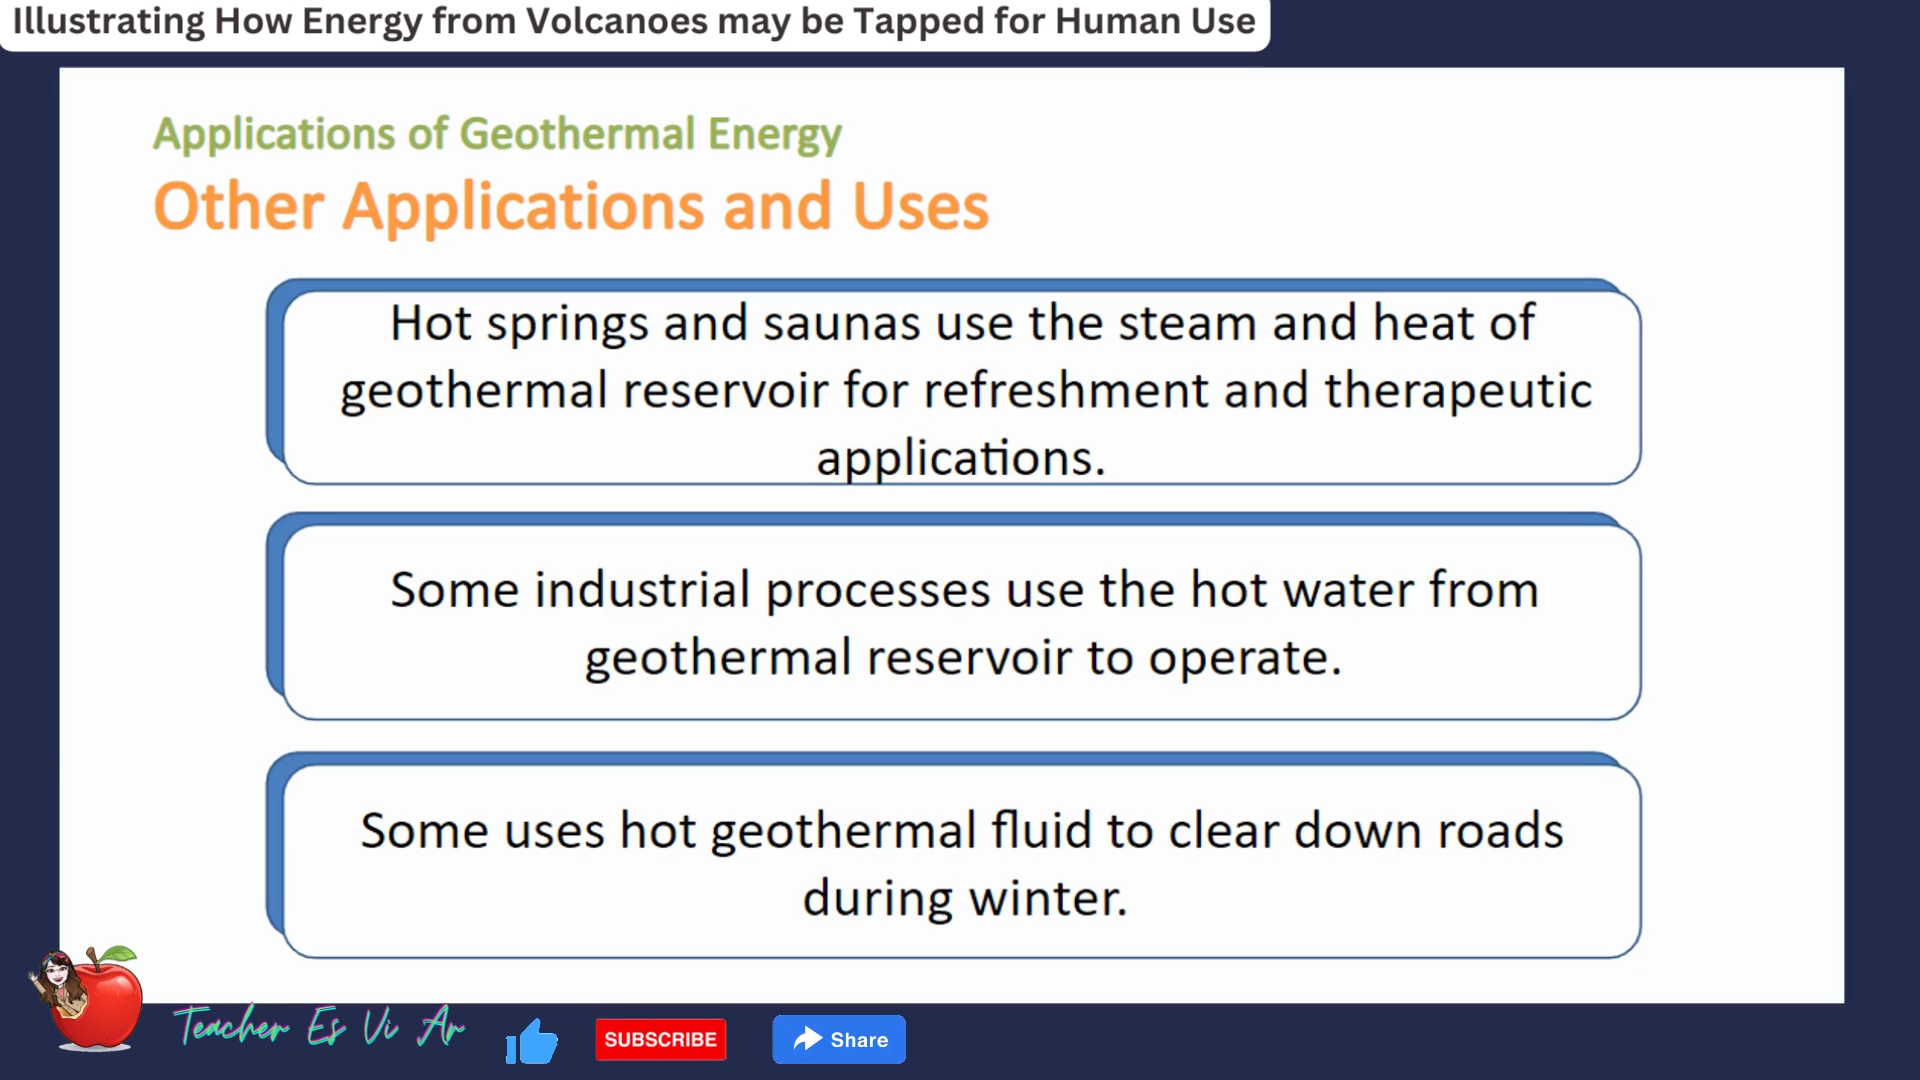 Illustrating How Energy from Volcanoes may be Tapped for Human Use
Applications of Geothermal Energy
Other Applications and Uses
Hot springs and saunas use the steam and heat of
geothermal reservoir for refreshment and therapeutic
applications.
Some industrial processes use the hot water from
geothermal reservoir to operate.
Some uses hot geothermal fluid to clear down roads
during winter.
Teacher Es Vi Ar
SUBSCRIBE
Share